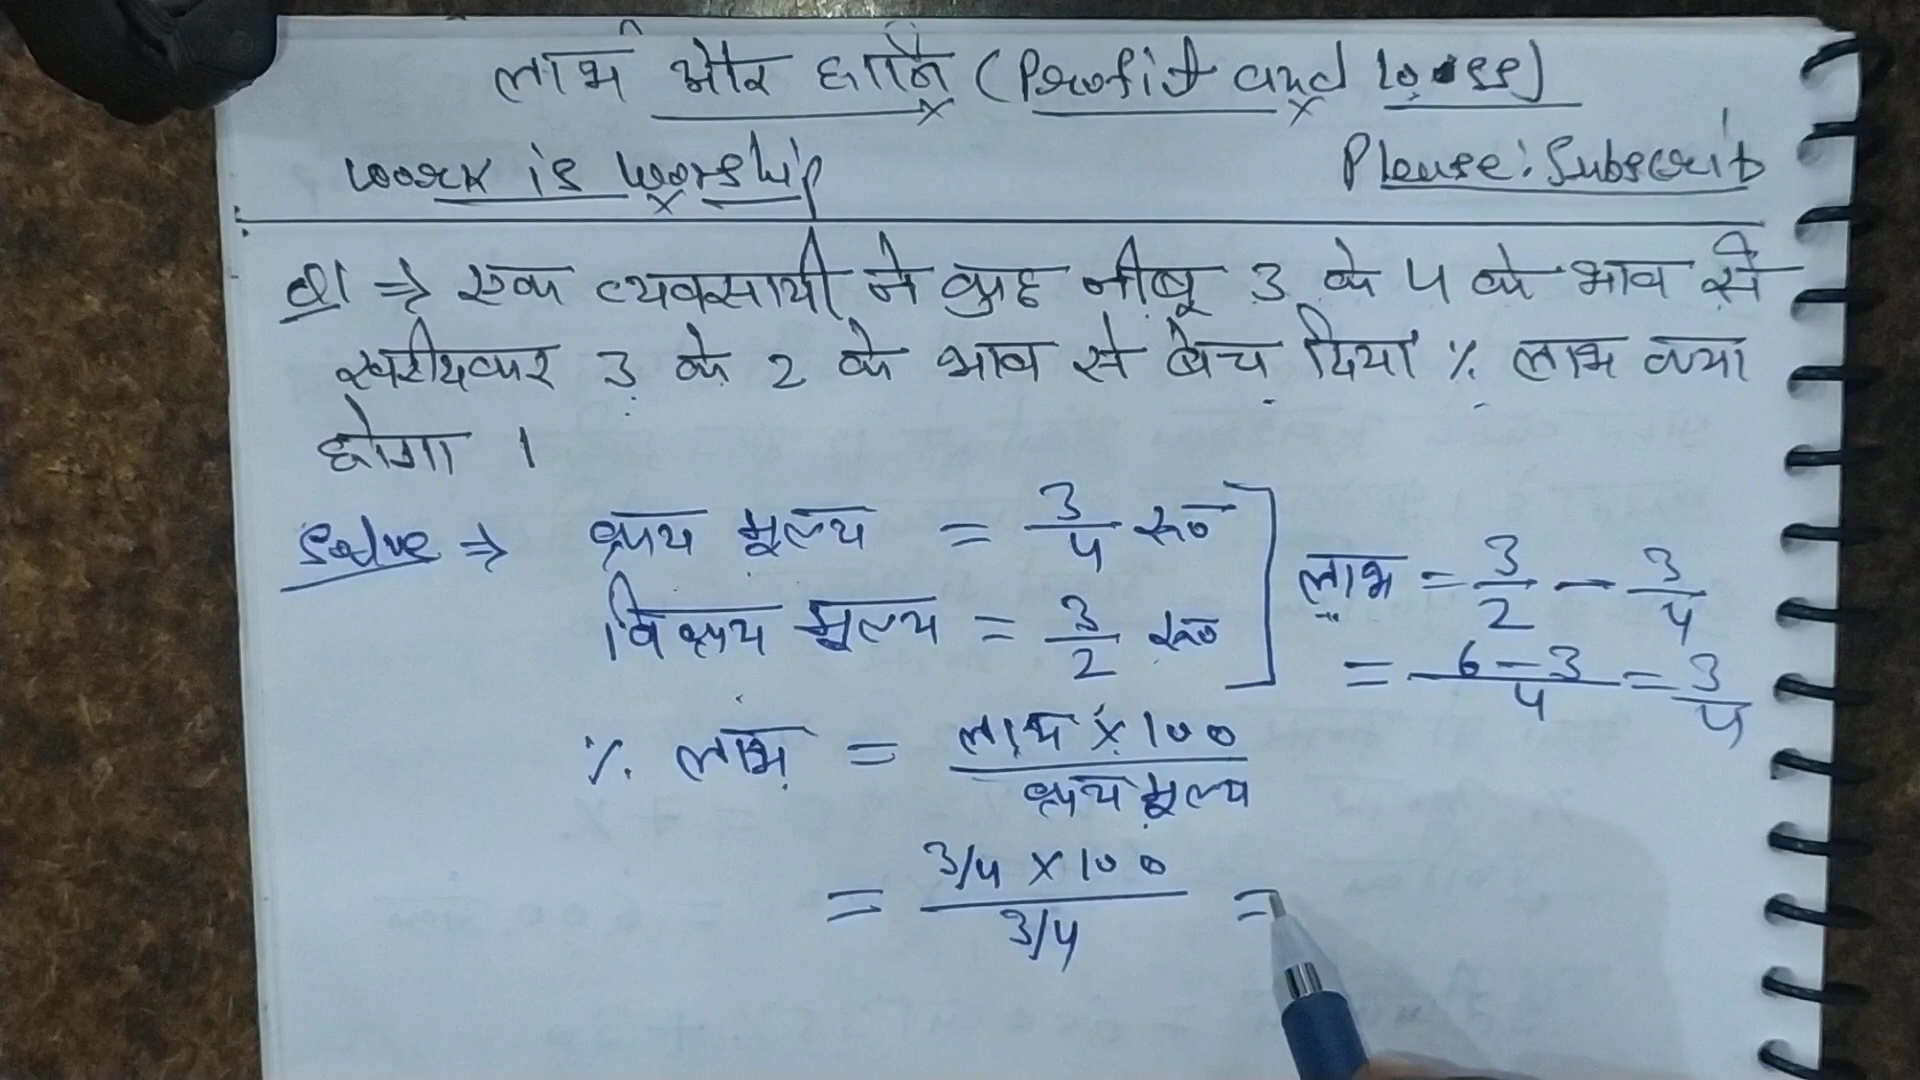 लाभ और हानि (Profit and Loss)
Work is worship Please: Subscrib
Q1 ⇒ एक व्यवसायी ने कुछ नीबू 3 के 4 के भाव से
खरीदकर 3 के 2 के भाव से बेच दिया % लाभ क्या
होगा ।
Solve ⇒ क्रय मूल्य = 3/4 रू०
विक्रय मूल्य = 3/2 रू०
लाभ = 3/2 - 3/4
= 6-3/4 = 3/4
% लाभ = लाभ × 100 / क्रय मूल्य
= 3/4 × 100 / 3/4 =